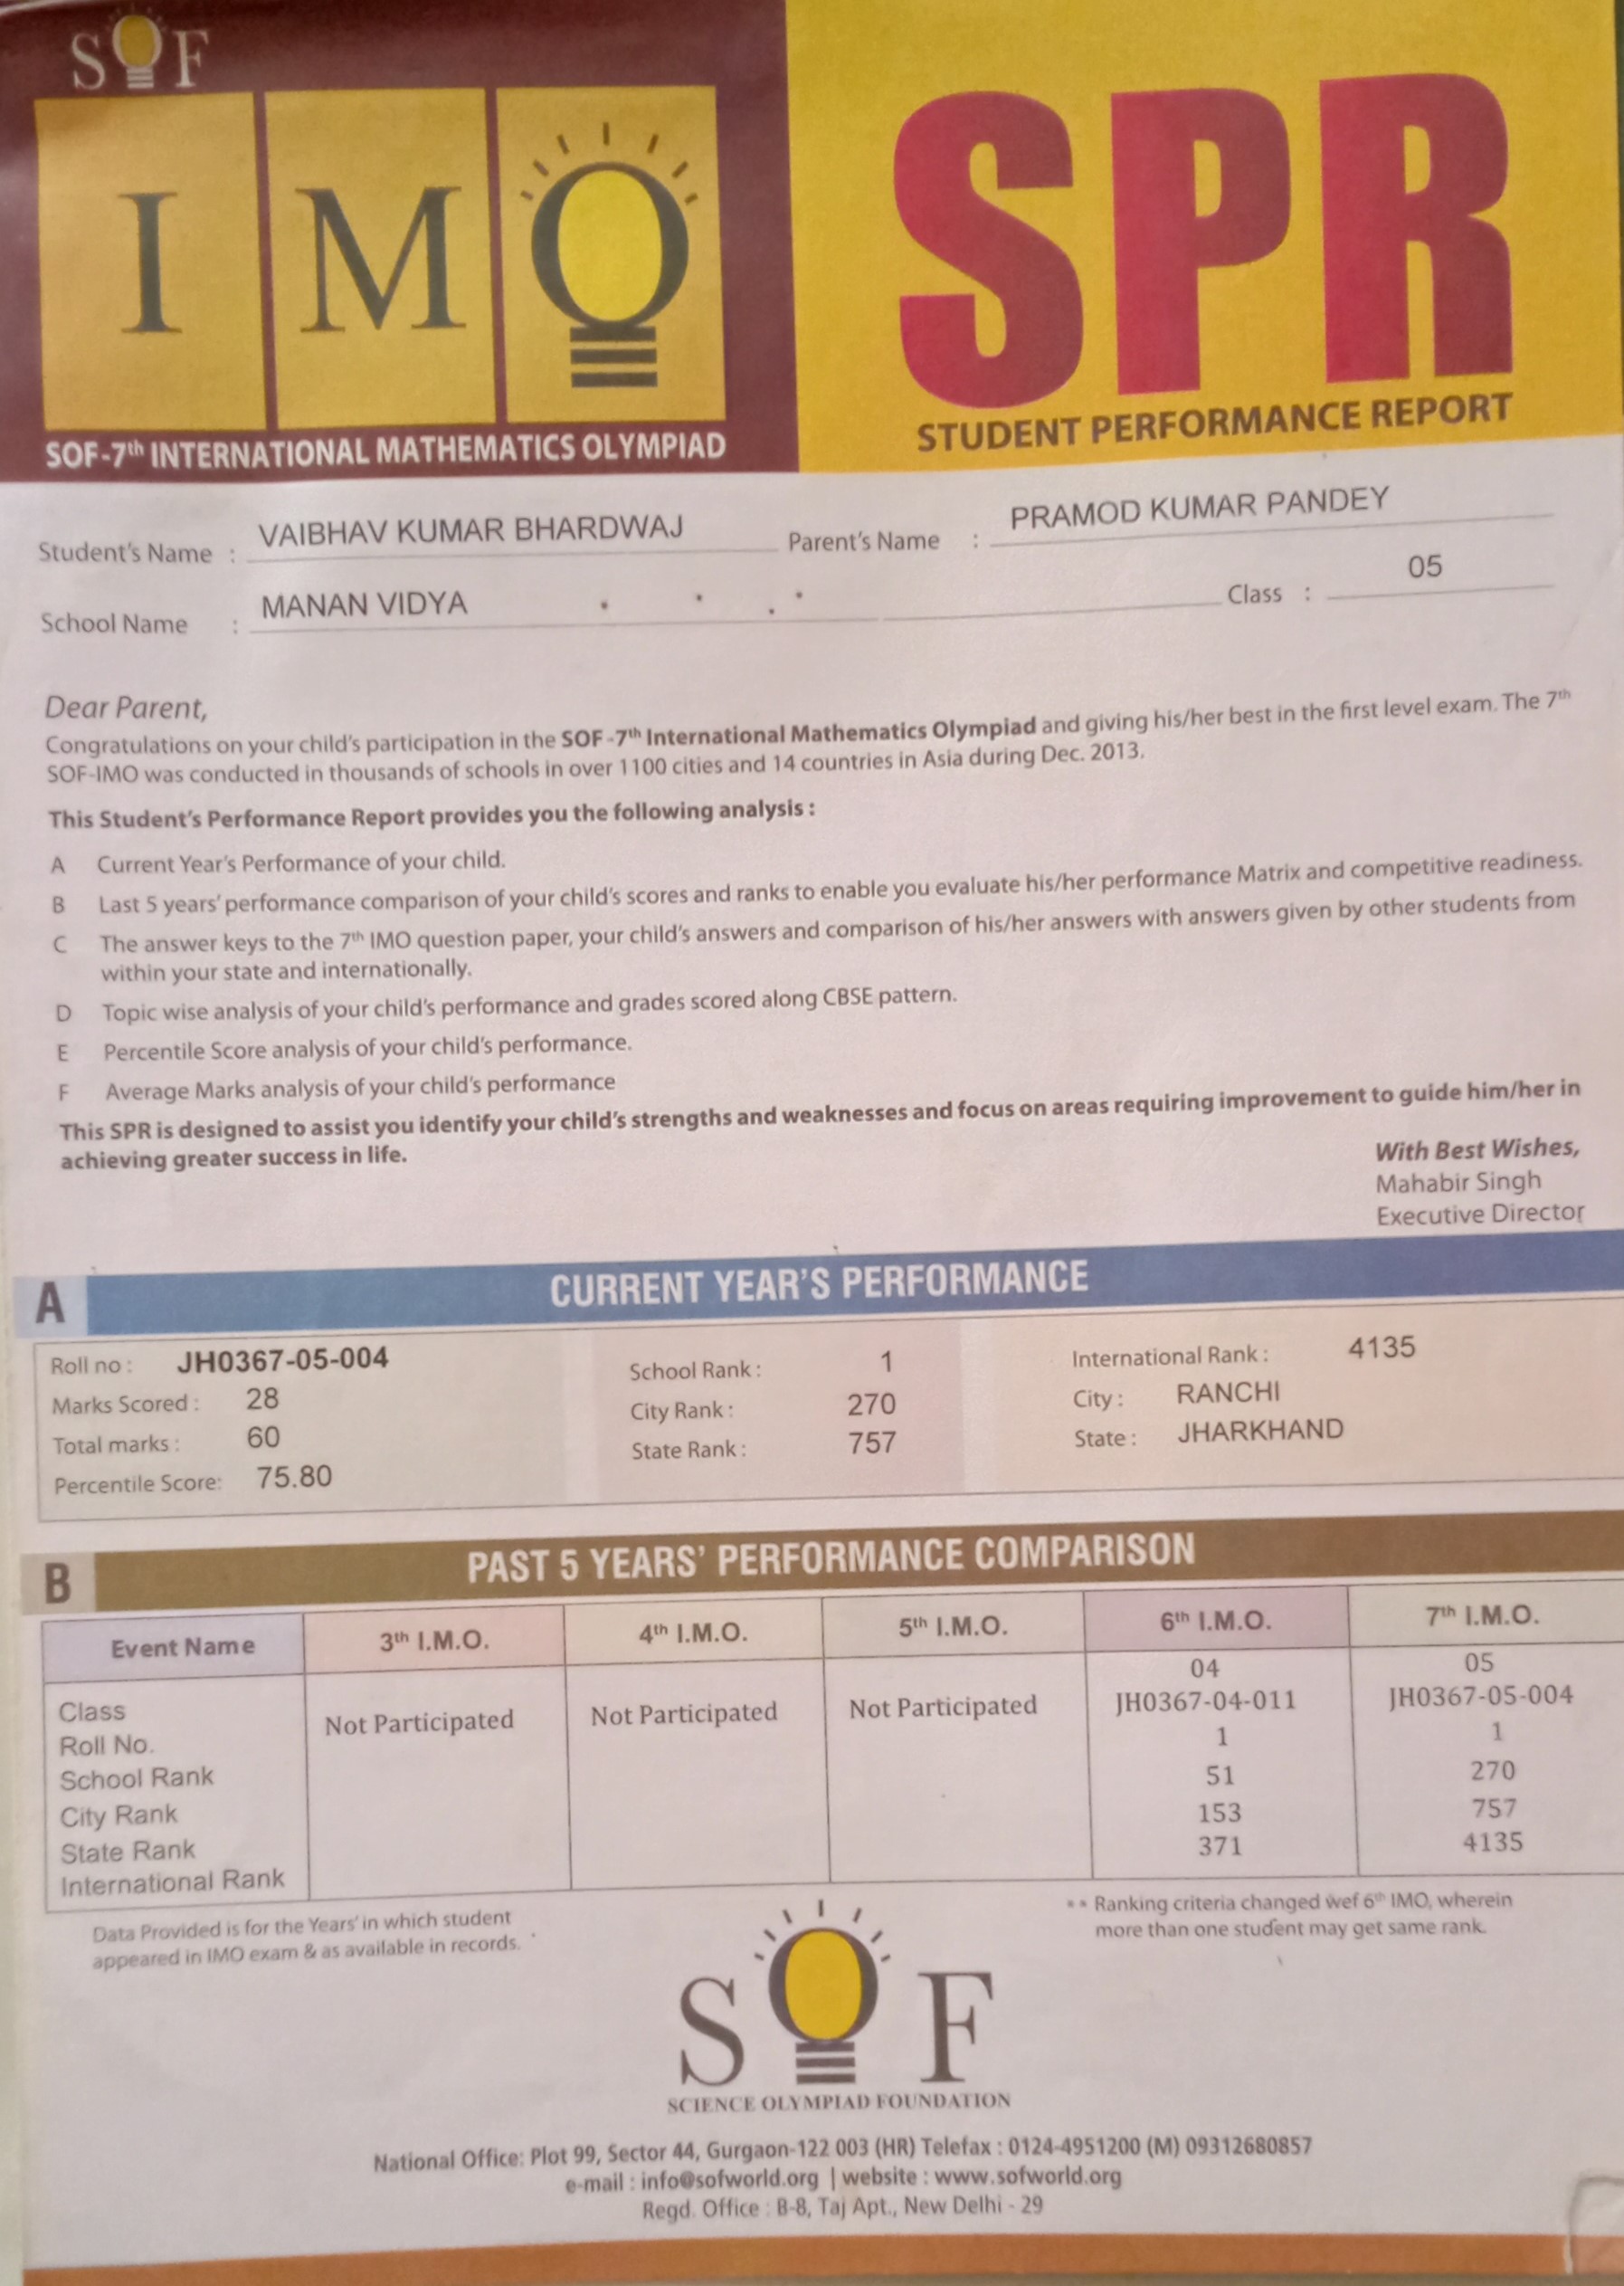 SOF
IMO
SOF-7th INTERNATIONAL MATHEMATICS OLYMPIAD
SPR
STUDENT PERFORMANCE REPORT
Student's Name : VAIBHAV KUMAR BHARDWAJ Parent's Name : PRAMOD KUMAR PANDEY
School Name : MANAN VIDYA Class : 05
Dear Parent,
Congratulations on your child's participation in the SOF -7th International Mathematics Olympiad and giving his/her best in the first level exam. The 7th
SOF-IMO was conducted in thousands of schools in over 1100 cities and 14 countries in Asia during Dec. 2013.
This Student's Performance Report provides you the following analysis :
A Current Year's Performance of your child.
B Last 5 years' performance comparison of your child's scores and ranks to enable you evaluate his/her performance Matrix and competitive readiness.
C The answer keys to the 7th IMO question paper, your child's answers and comparison of his/her answers with answers given by other students from
within your state and internationally.
D Topic wise analysis of your child's performance and grades scored along CBSE pattern.
E Percentile Score analysis of your child's performance.
F Average Marks analysis of your child's performance
This SPR is designed to assist you identify your child's strengths and weaknesses and focus on areas requiring improvement to guide him/her in
achieving greater success in life.
With Best Wishes,
Mahabir Singh
Executive Director
A CURRENT YEAR'S PERFORMANCE
Roll no : JH0367-05-004 School Rank : 1 International Rank : 4135
Marks Scored : 28 City Rank : 270 City : RANCHI
Total marks : 60 State Rank : 757 State : JHARKHAND
Percentile Score: 75.80
B PAST 5 YEARS' PERFORMANCE COMPARISON
Event Name 3th I.M.O. 4th I.M.O. 5th I.M.O. 6th I.M.O. 7th I.M.O.
Class Not Participated Not Participated Not Participated 04 05
Roll No. JH0367-04-011 JH0367-05-004
School Rank 1 1
City Rank 51 270
State Rank 153 757
International Rank 371 4135
Data Provided is for the Years' in which student
appeared in IMO exam & as available in records.
** Ranking criteria changed wef 6th IMO, wherein
more than one student may get same rank.
SOF
SCIENCE OLYMPIAD FOUNDATION
National Office: Plot 99, Sector 44, Gurgaon-122 003 (HR) Telefax : 0124-4951200 (M) 09312680857
e-mail : info@sofworld.org | website : www.sofworld.org
Regd. Office : B-8, Taj Apt., New Delhi - 29